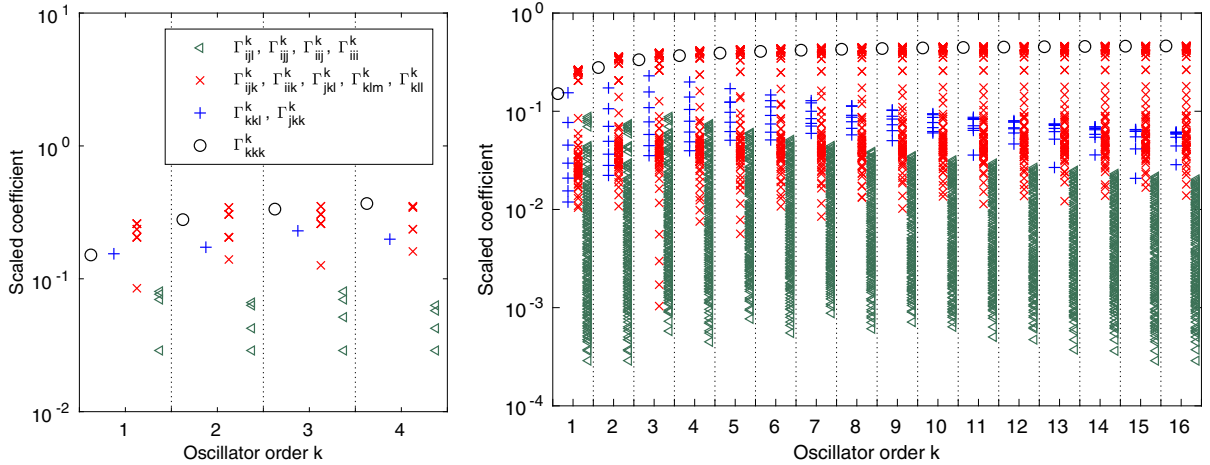 10^1
10^0
10^-1
10^-2
Scaled coefficient
Γ^k_ijl, Γ^k_ijj, Γ^k_iij, Γ^k_iii
Γ^k_ijk, Γ^k_iik, Γ^k_jkl, Γ^k_klm, Γ^k_kll
Γ^k_kkl, Γ^k_jkk
Γ^k_kkk
1 2 3 4
Oscillator order k
10^0
10^-1
10^-2
10^-3
10^-4
Scaled coefficient
1 2 3 4 5 6 7 8 9 10 11 12 13 14 15 16
Oscillator order k